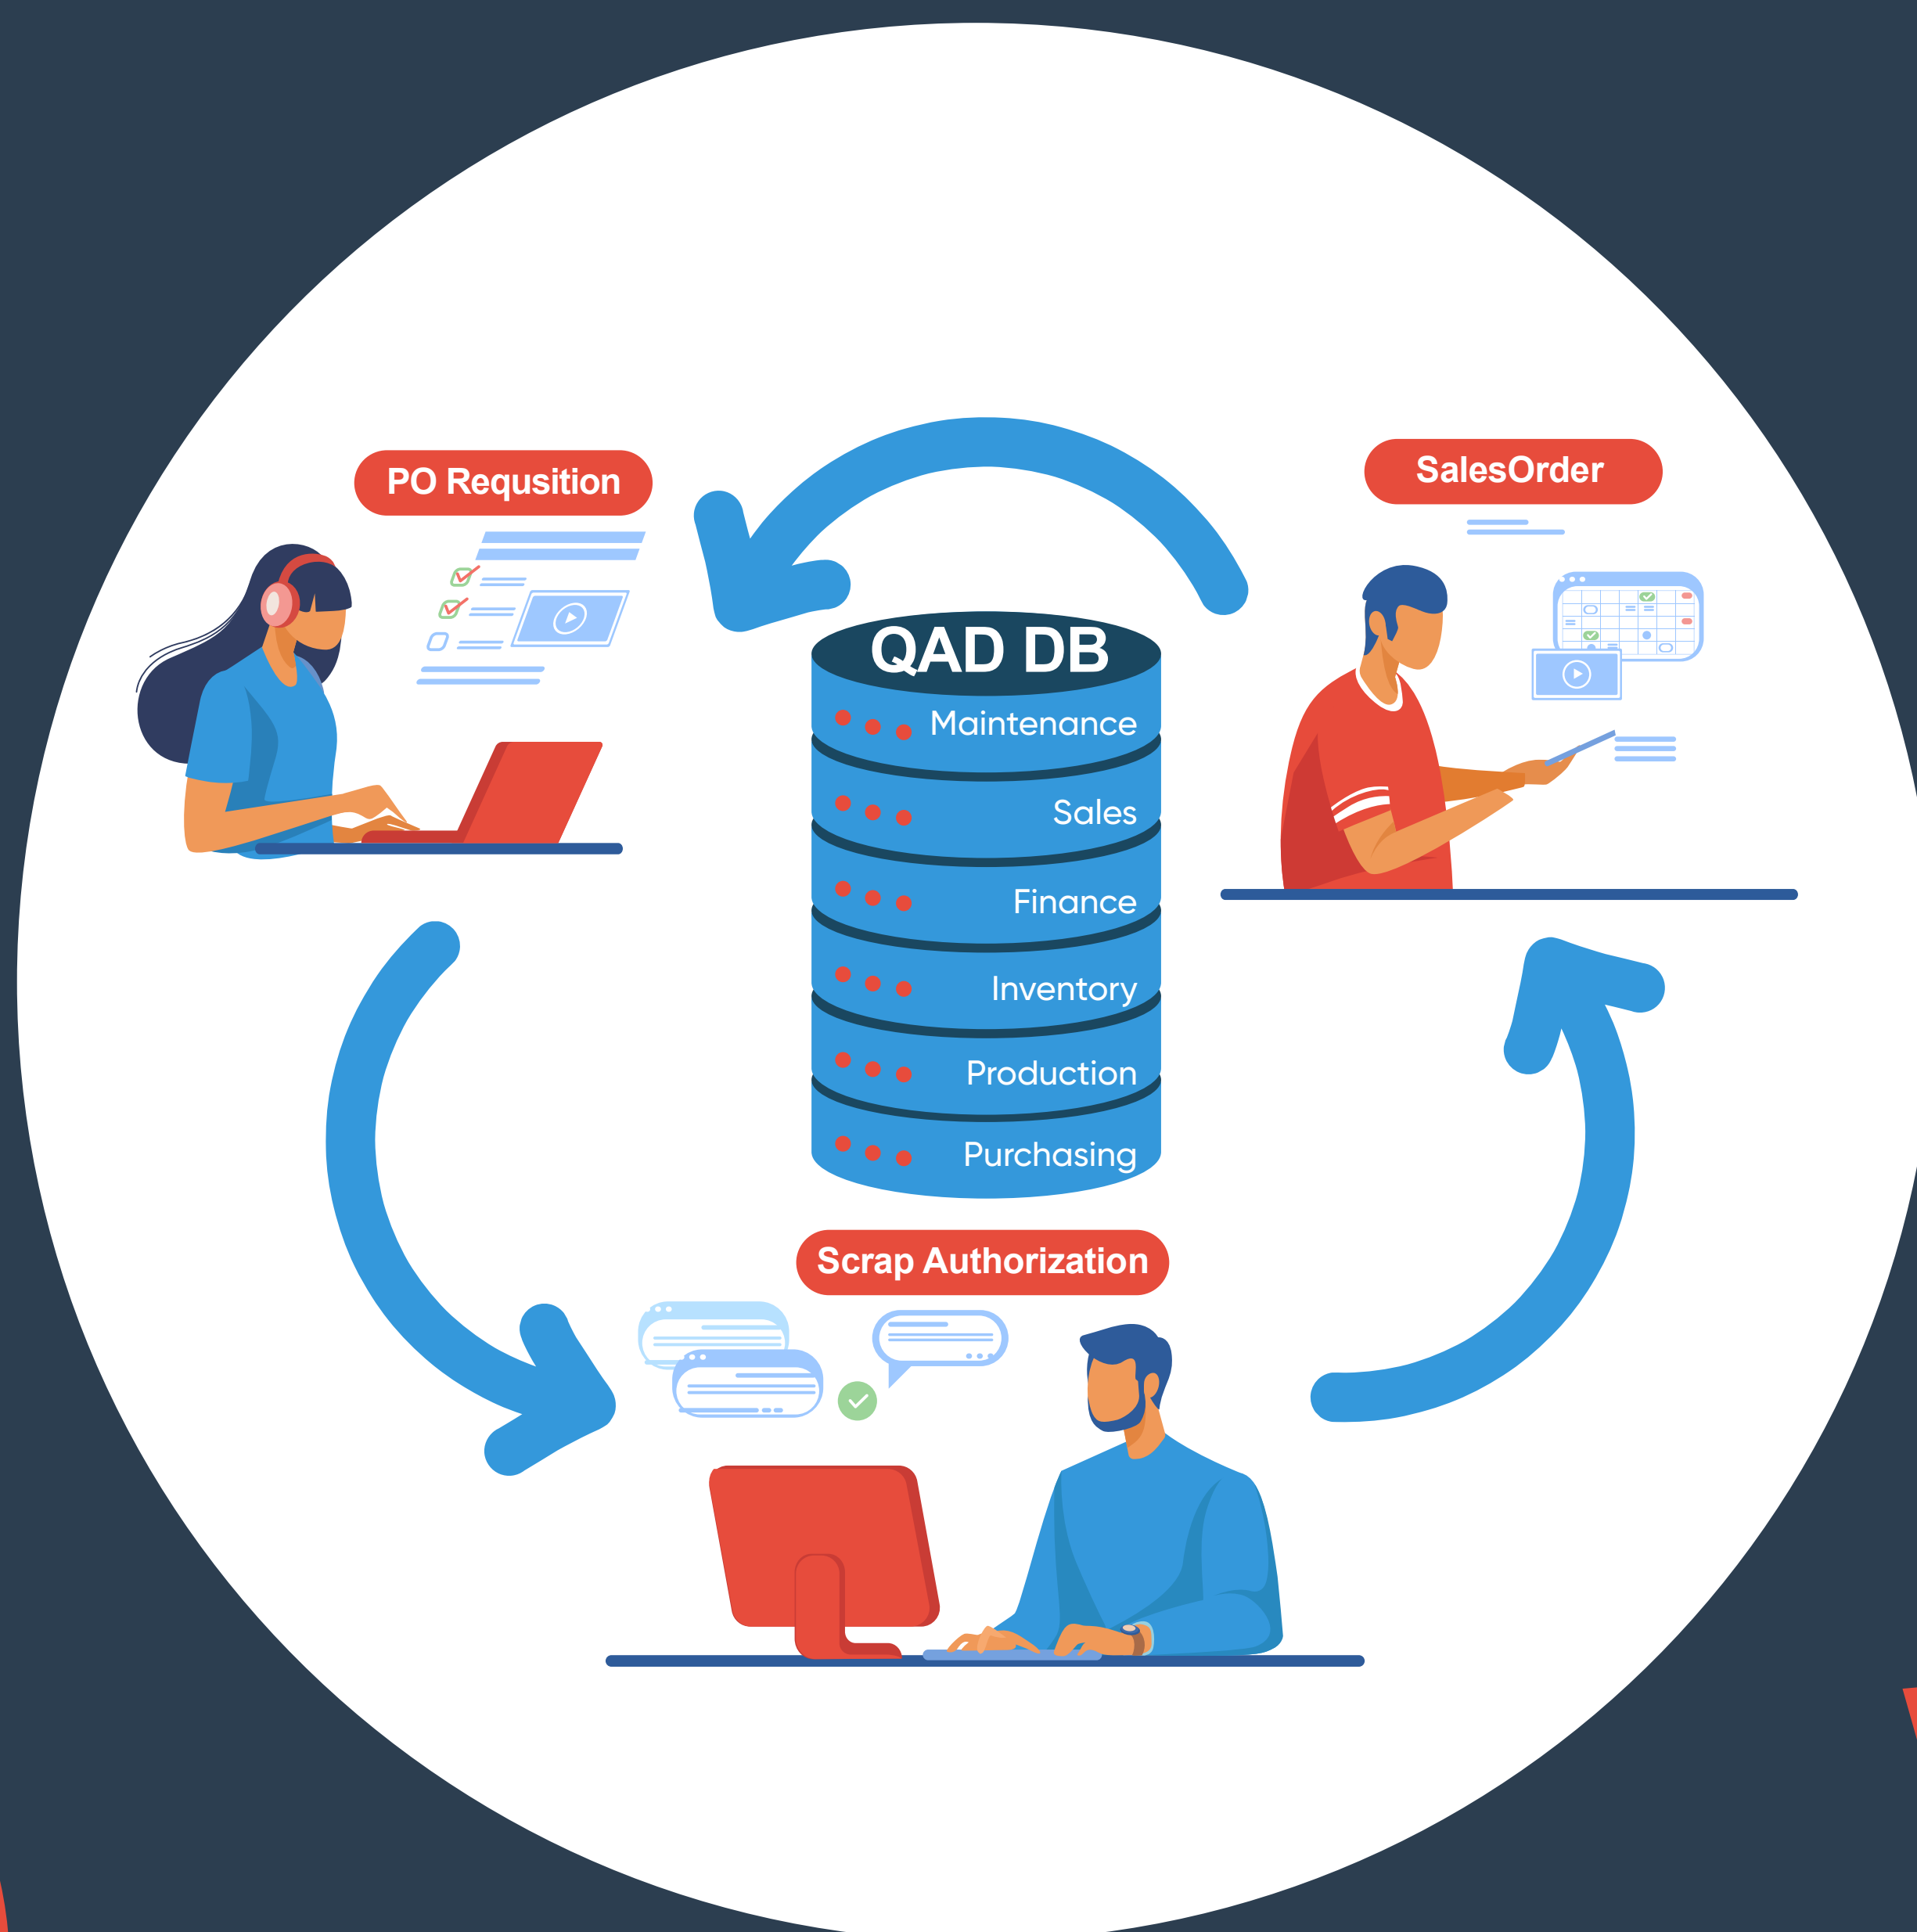 PO Requsition
SalesOrder
QAD DB
Maintenance
Sales
Finance
Inventory
Production
Purchasing
Scrap Authorization